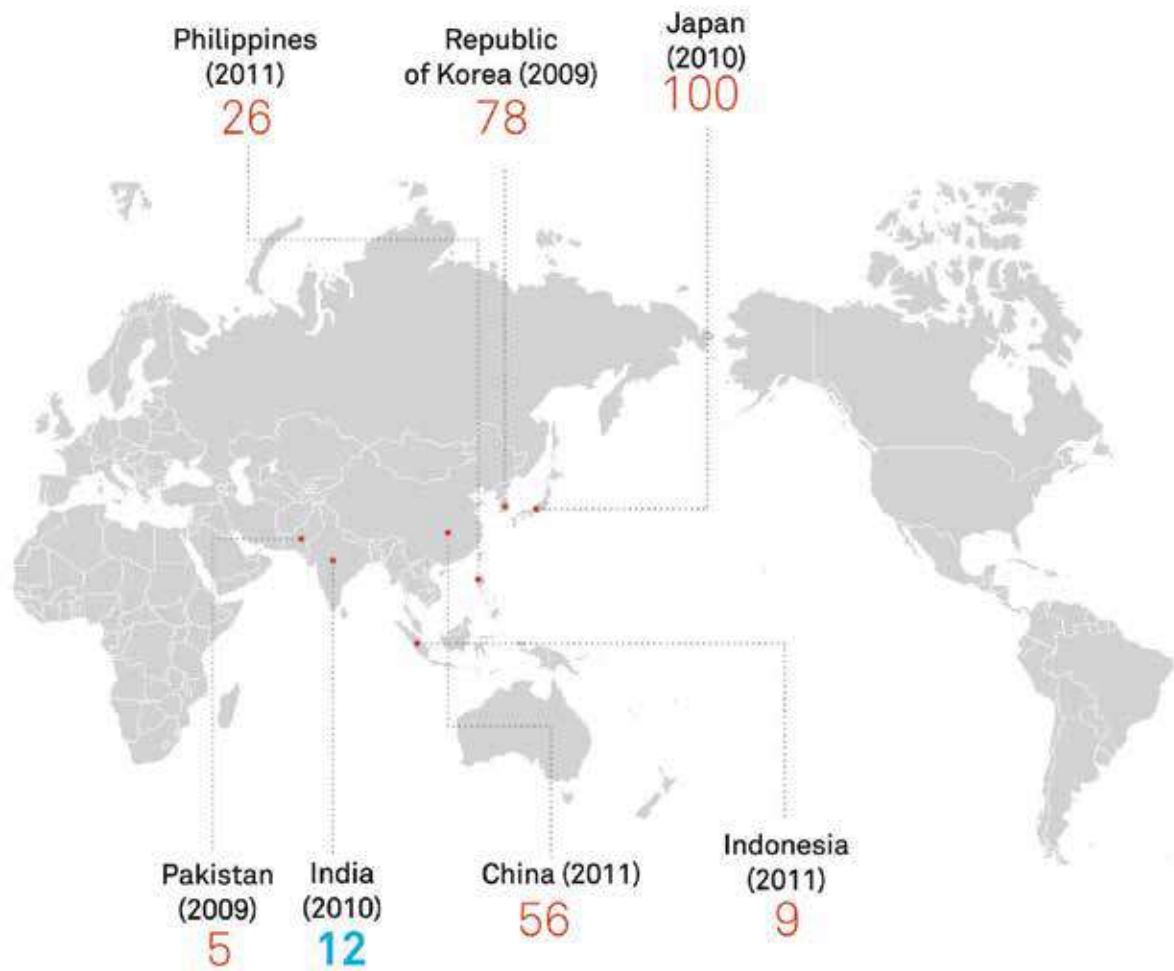 Philippines
(2011)
26
Republic
of Korea (2009)
78
Japan
(2010)
100
Pakistan
(2009)
5
India
(2010)
12
China (2011)
56
Indonesia
(2011)
9